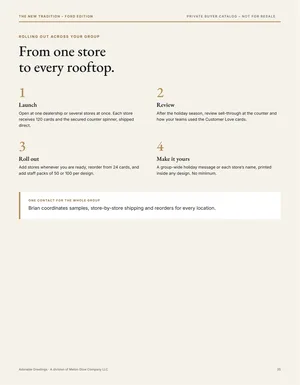 THE NEW TRADITION · FORD EDITION
PRIVATE BUYER CATALOG – NOT FOR RESALE
ROLLING OUT ACROSS YOUR GROUP
From one store
to every rooftop.
1
Launch
Open at one dealership or several stores at once. Each store
receives 120 cards and the secured counter spinner, shipped
direct.
2
Review
After the holiday season, review sell-through at the counter and
how your teams used the Customer Love cards.
3
Roll out
Add stores whenever you are ready, reorder from 24 cards, and
add staff packs of 50 or 100 per design.
4
Make it yours
A group-wide holiday message or each store's name, printed
inside any design. No minimum.
ONE CONTACT FOR THE WHOLE GROUP
Brian coordinates samples, store-by-store shipping and reorders for every location.
Greetings · A division of
Company, LLC